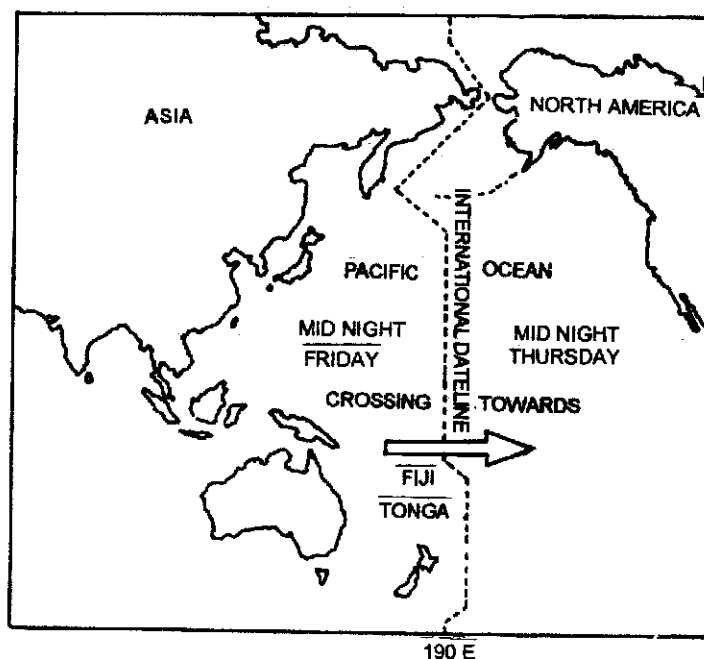 ASIA
NORTH AMERICA
INTERNATIONAL DATELINE
PACIFIC OCEAN
MID NIGHT
FRIDAY
MID NIGHT
THURSDAY
CROSSING TOWARDS
FIJI
TONGA
190 E